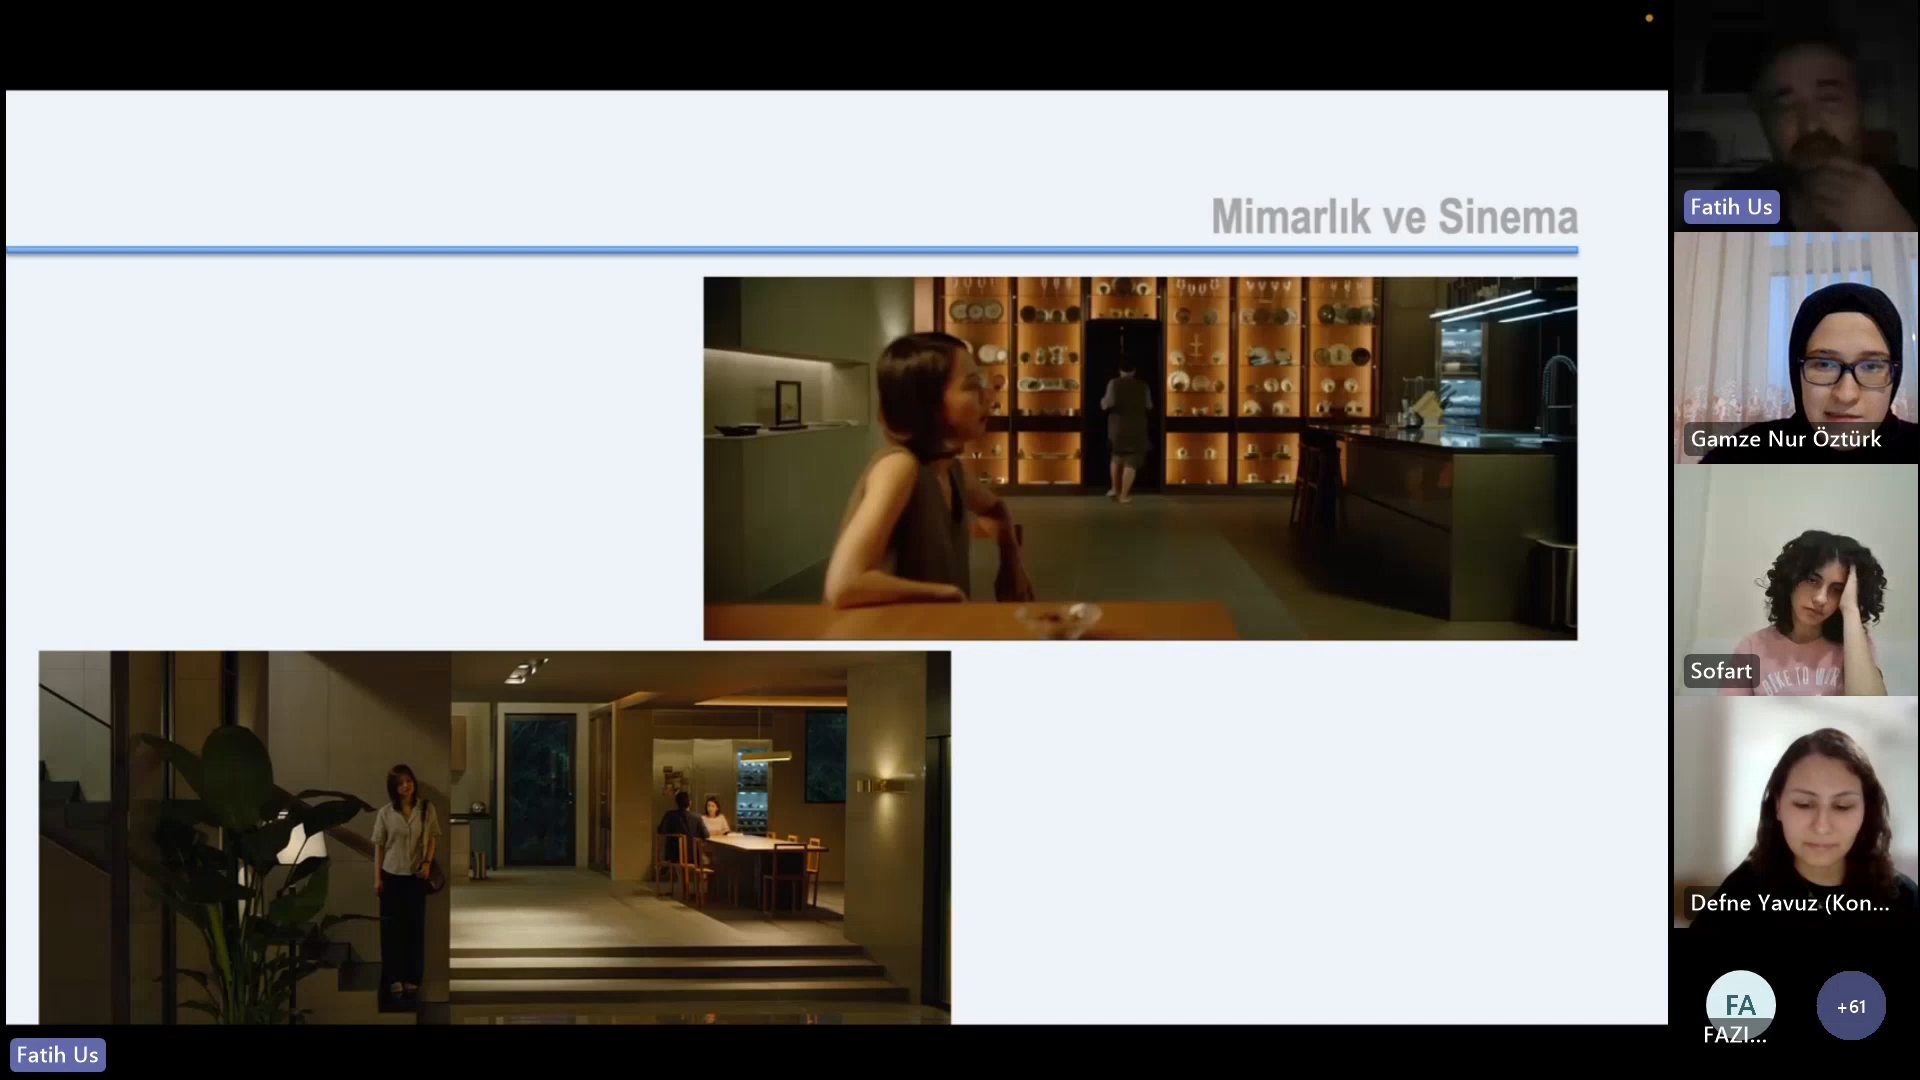 Mimarlık ve Sinema
Fatih Us
Gamze Nur Öztürk
Sofart
Defne Yavuz (Kon...
FA
FAZI...
+61
Fatih Us